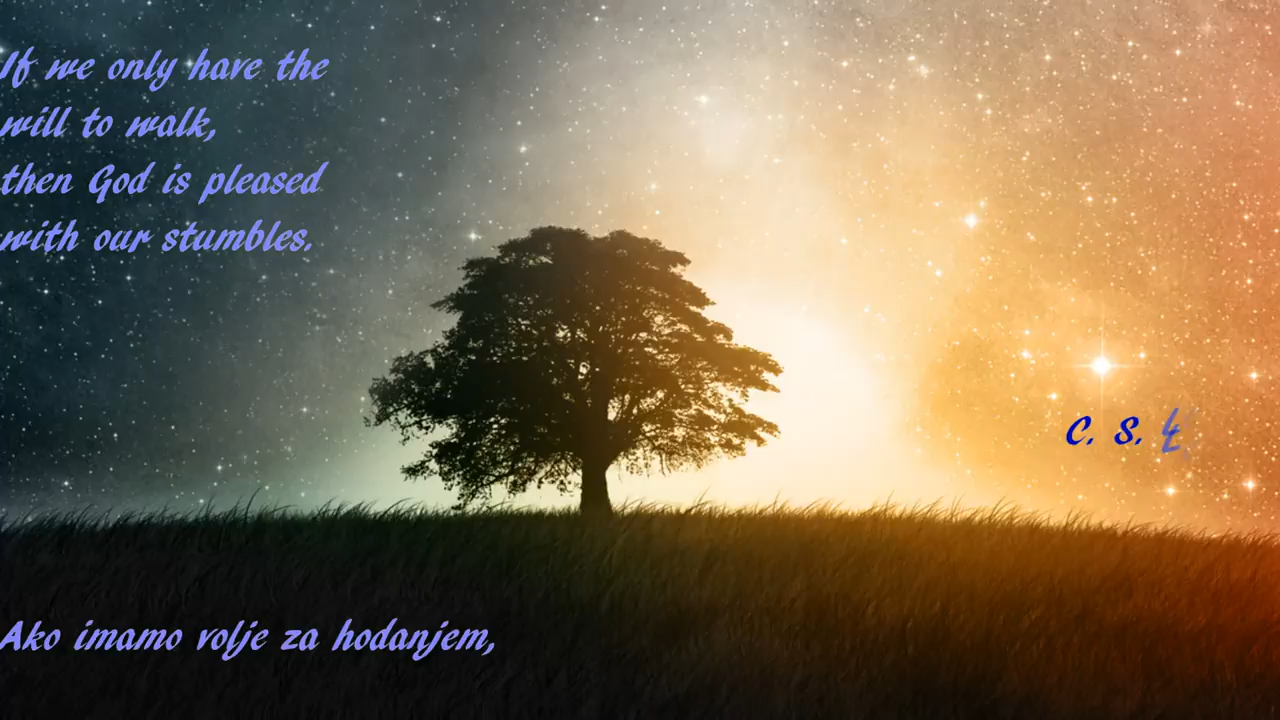 If we only have the
will to walk,
then God is pleased
with our stumbles.
C. S.
Ako imamo volje za hodanjem,